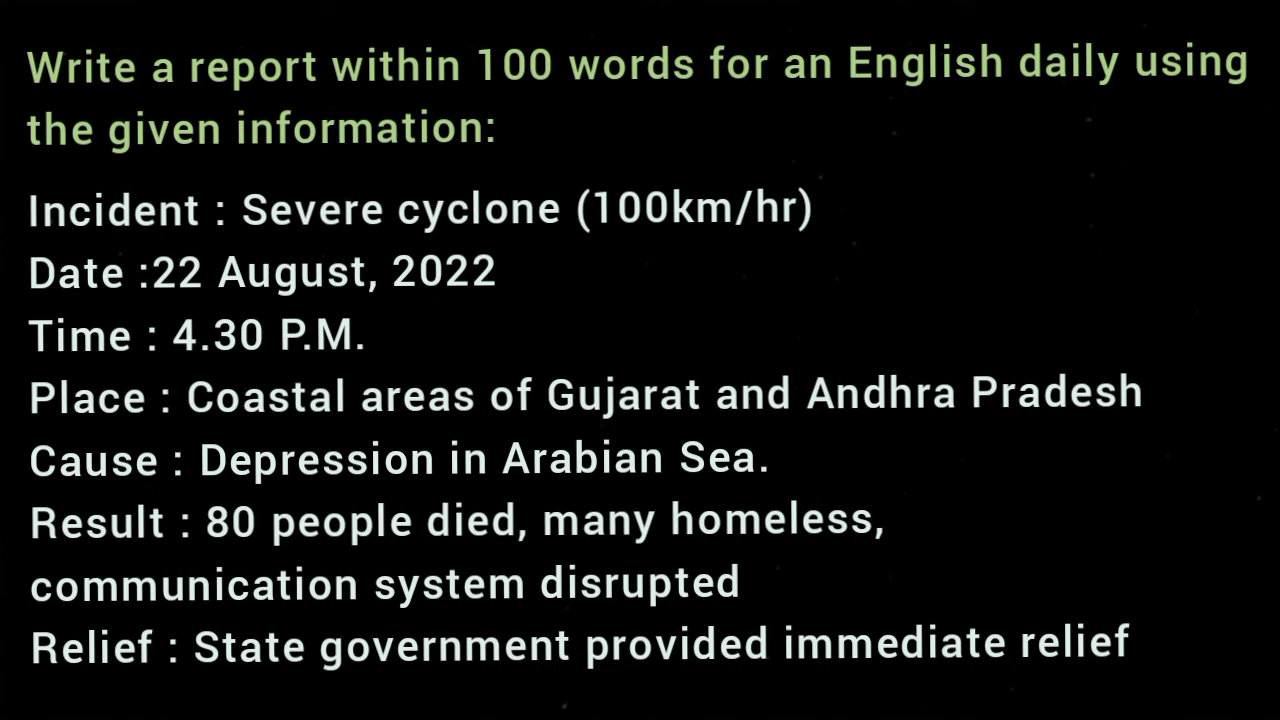 Write a report within 100 words for an English daily using
the given information:
Incident : Severe cyclone (100km/hr)
Date :22 August, 2022
Time : 4.30 P.M.
Place : Coastal areas of Gujarat and Andhra Pradesh
Cause : Depression in Arabian Sea.
Result : 80 people died, many homeless,
communication system disrupted
Relief : State government provided immediate relief